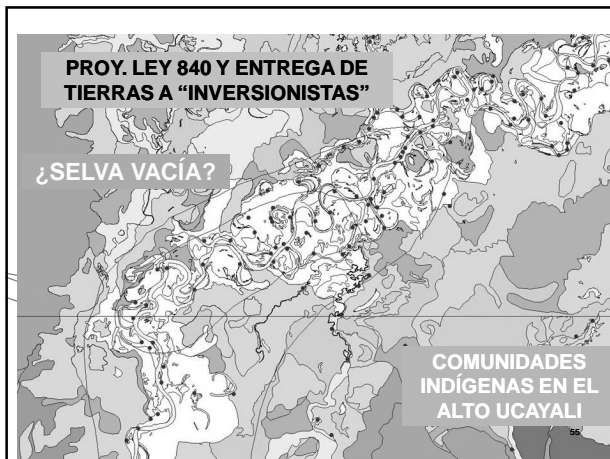 PROY. LEY 840 Y ENTREGA DE
TIERRAS A “INVERSIONISTAS”
¿SELVA VACÍA?
COMUNIDADES
INDÍGENAS EN EL
ALTO UCAYALI
55